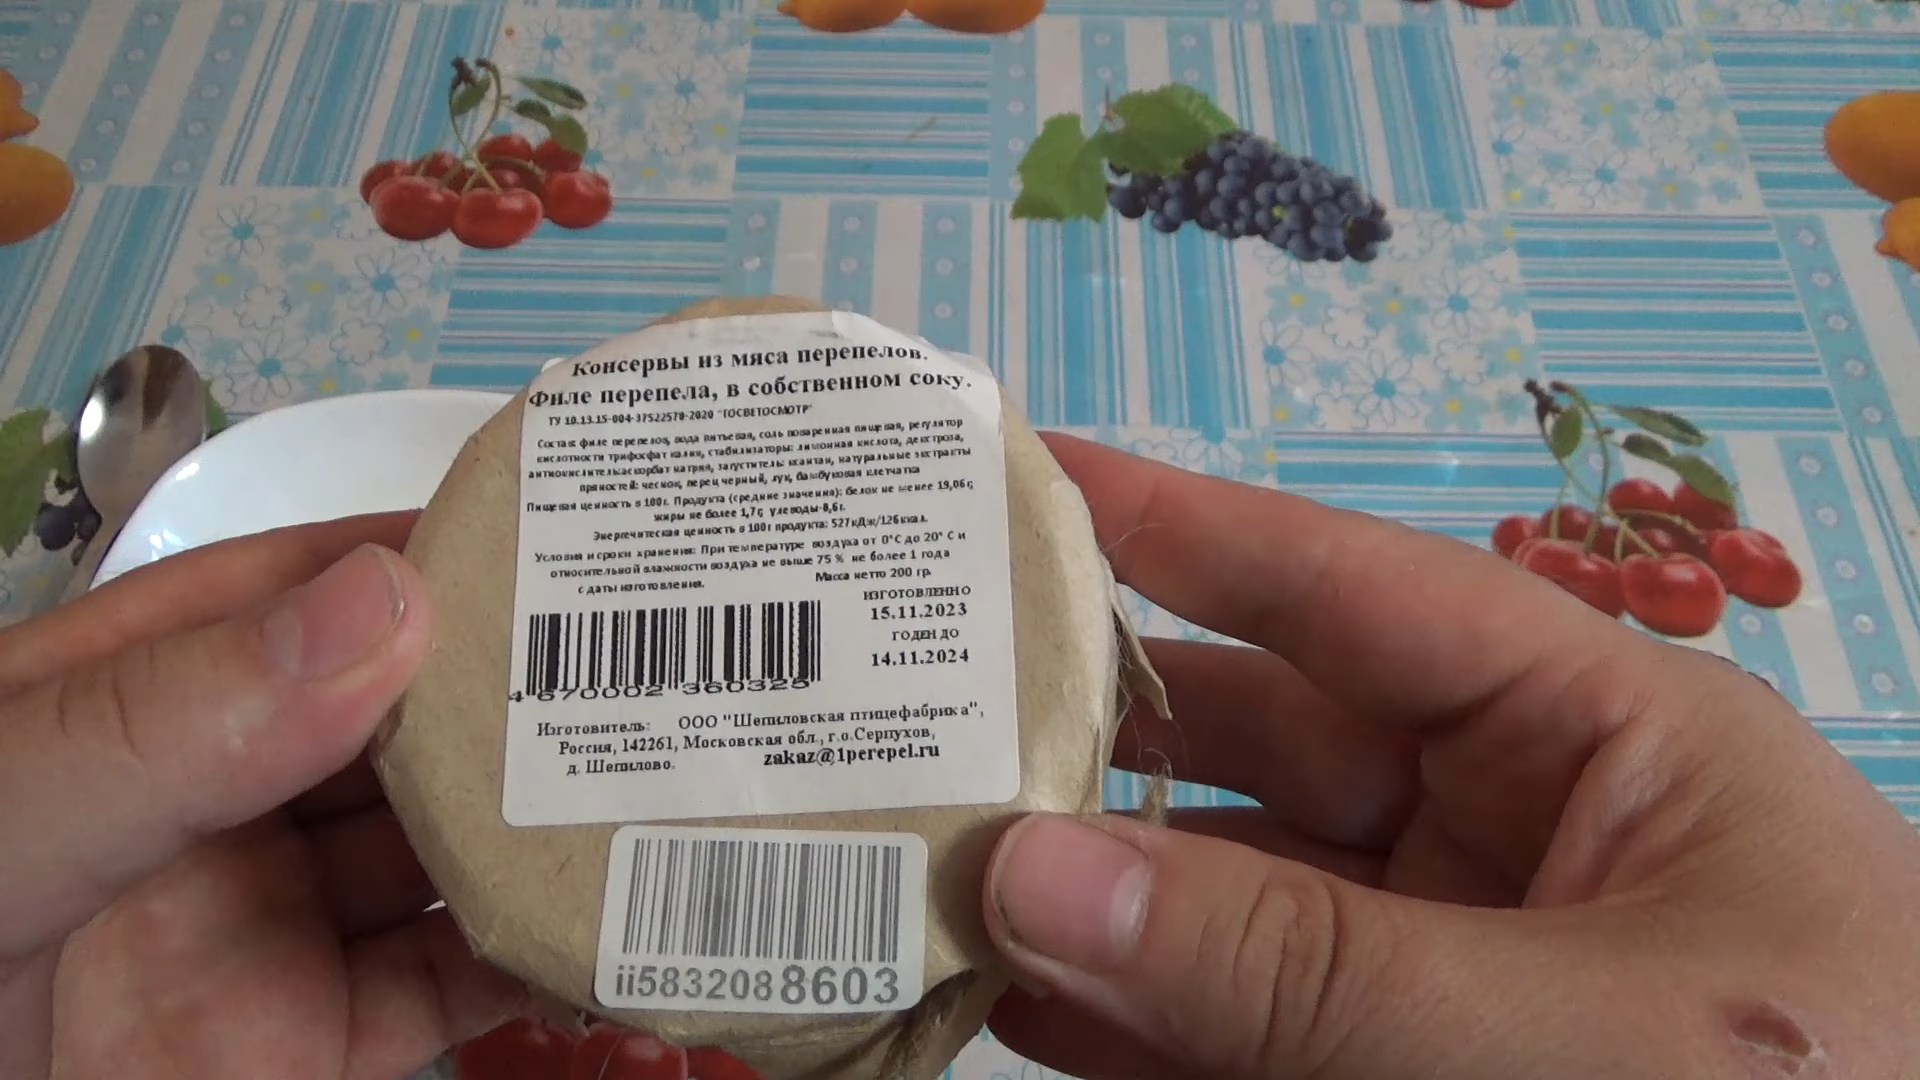 Консервы из мяса перепелов.
Филе перепела, в собственном соку.
ТУ 10.13.15-004-37522570-2020 "ГОСВЕТОСМОТР"
Состав: филе перепелов, вода питьевая, соль поваренная пищевая, регулятор
кислотности трифосфат калия, стабилизаторы: лимонная кислота, декстроза,
антиокислитель:аскорбат натрия, загуститель: ксантан, натуральные экстракты
пряностей: чеснок, перец черный, лук, бамбуковая клетчатка
Пищевая ценность в 100г. Продукта (средние значения): белок не менее 19,06г,
жиры не более 1,7г, углеводы-8,6г.
Энергетическая ценность в 100г продукта: 527кДж/126ккал.
Условия и сроки хранения: При температуре воздуха от 0°С до 20° С и
относительной влажности воздуха не выше 75 % не более 1 года
с даты изготовления.
Масса нетто 200 гр.
ИЗГОТОВЛЕННО
15.11.2023
ГОДЕН ДО
14.11.2024
4 670002 360325
Изготовитель: ООО "Шепиловская птицефабрика",
Россия, 142261, Московская обл., г.о.Серпухов,
д. Шепилово. zakaz@1perepel.ru
ii5832088603